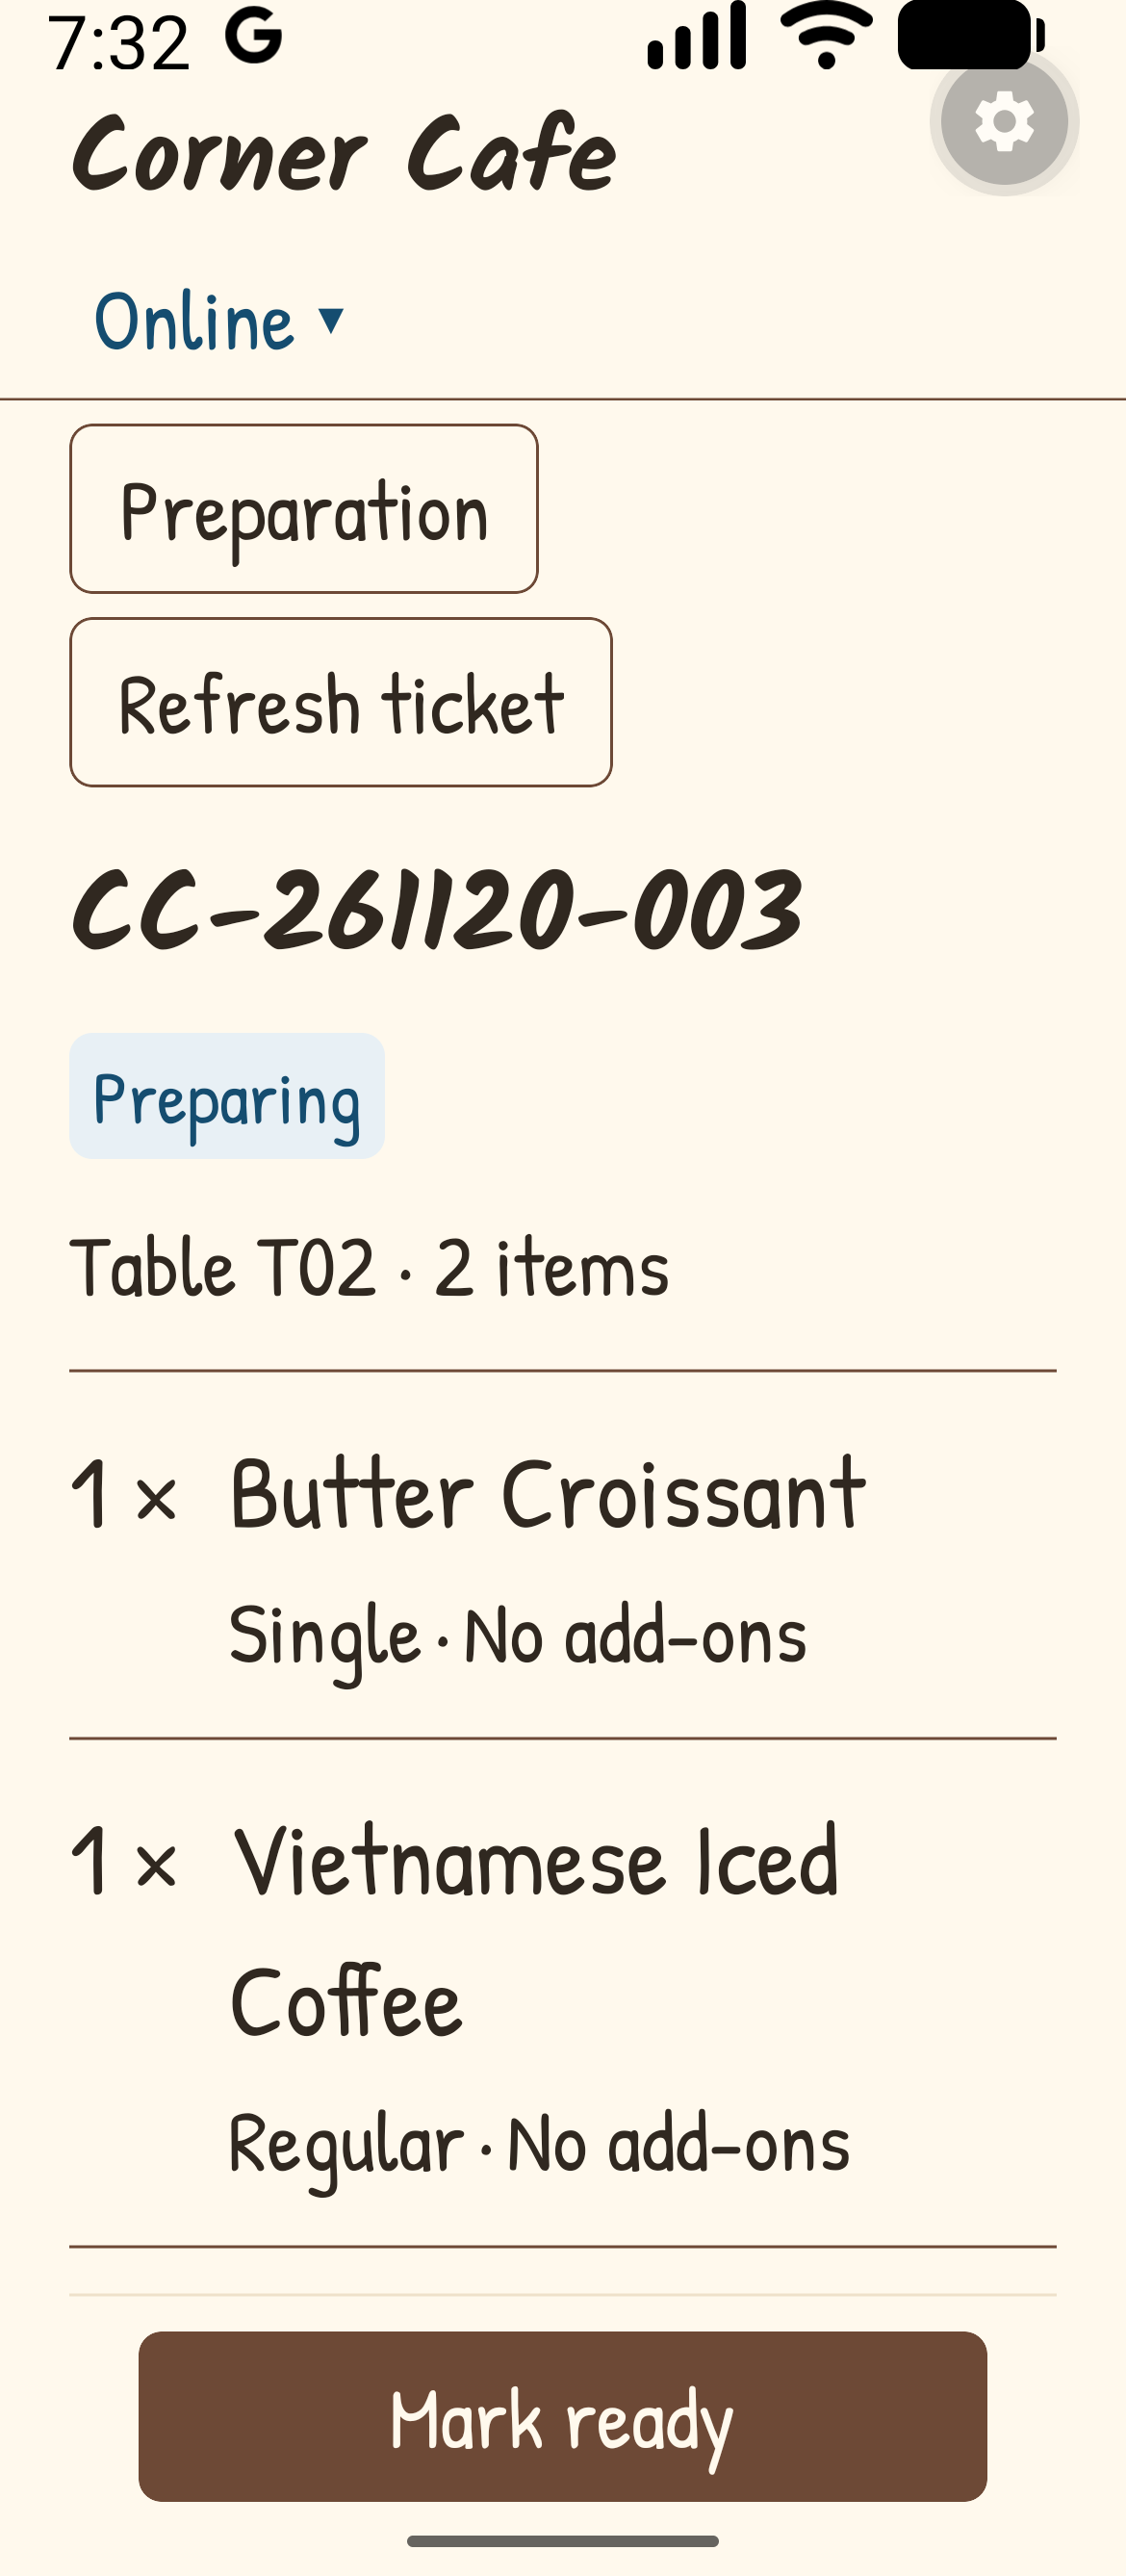 7:32 G
Corner Cafe
Online ▼
Preparation
Refresh ticket
CC-261120-003
Preparing
Table T02 · 2 items
1 × Butter Croissant
Single · No add-ons
1 × Vietnamese Iced
Coffee
Regular · No add-ons
Mark ready